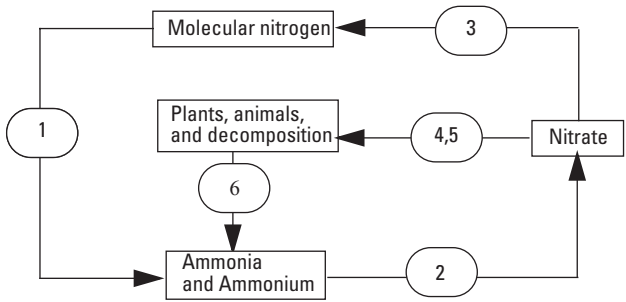 Molecular nitrogen
3
1
Plants, animals,
and decomposition
4,5
Nitrate
6
Ammonia
and Ammonium
2